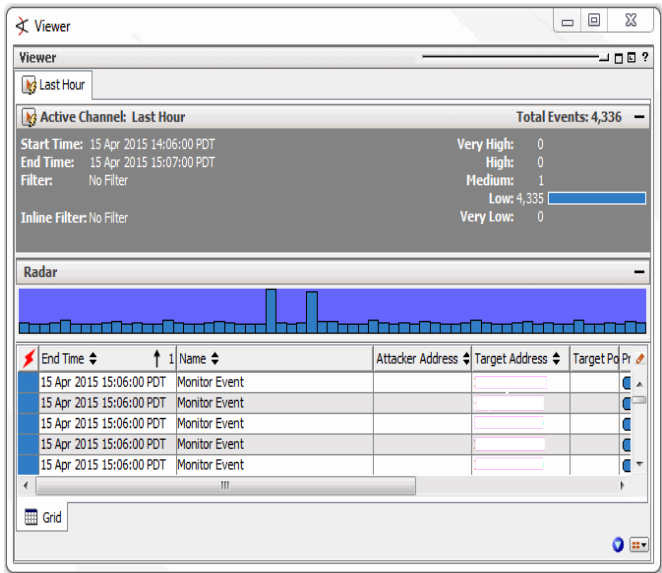 Viewer
Viewer
Last Hour
Active Channel: Last Hour Total Events: 4,336
Start Time: 15 Apr 2015 14:06:00 PDT Very High: 0
End Time: 15 Apr 2015 15:07:00 PDT High: 0
Filter: No Filter Medium: 1
Low: 4,335
Inline Filter: No Filter Very Low: 0
Radar
End Time 1 Name Attacker Address Target Address Target Po Pr
15 Apr 2015 15:06:00 PDT Monitor Event
15 Apr 2015 15:06:00 PDT Monitor Event
15 Apr 2015 15:06:00 PDT Monitor Event
15 Apr 2015 15:06:00 PDT Monitor Event
15 Apr 2015 15:06:00 PDT Monitor Event
Grid